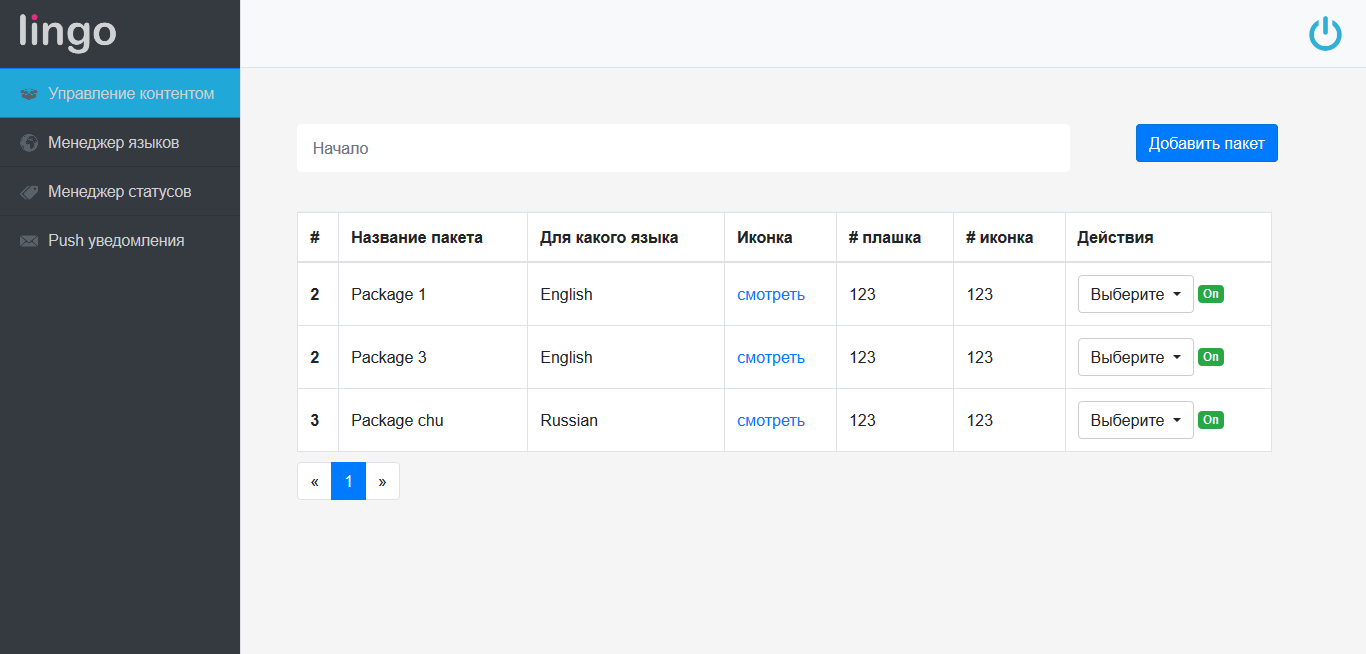 lingo
Управление контентом
Менеджер языков
Менеджер статусов
Push уведомления
Начало
Добавить пакет
# Название пакета Для какого языка Иконка # плашка # иконка Действия
2 Package 1 English смотреть 123 123 Выберите On
2 Package 3 English смотреть 123 123 Выберите On
3 Package chu Russian смотреть 123 123 Выберите On
« 1 »